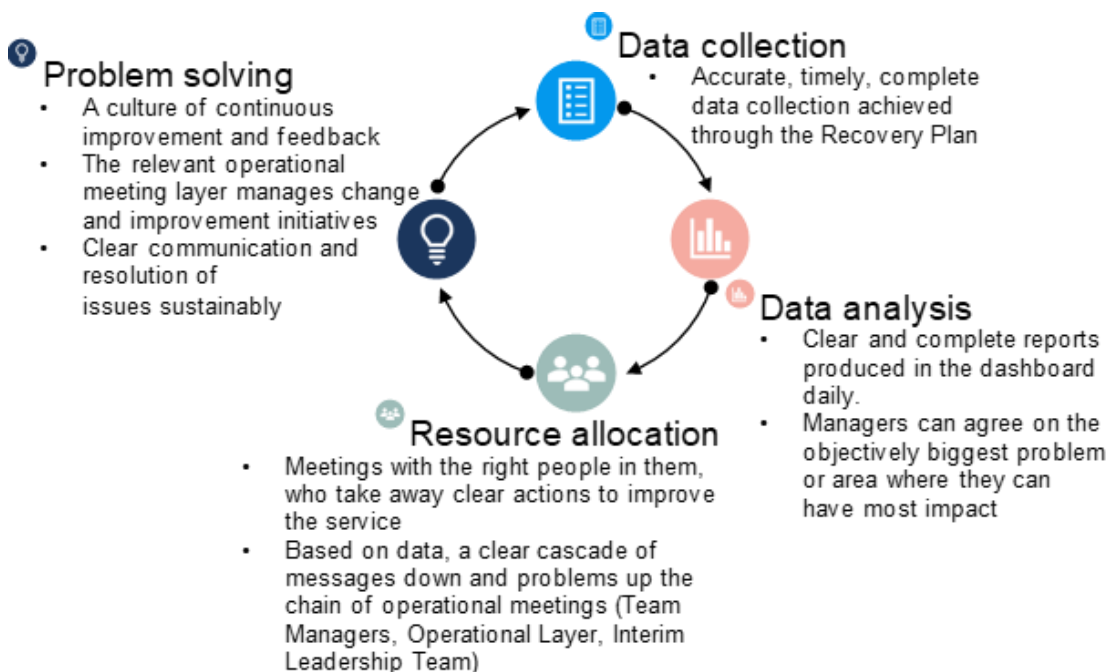 Problem solving
• A culture of continuous
improvement and feedback
• The relevant operational
meeting layer manages change
and improvement initiatives
• Clear communication and
resolution of
issues sustainably
Data collection
• Accurate, timely, complete
data collection achieved
through the Recovery Plan
Data analysis
• Clear and complete reports
produced in the dashboard
daily.
• Managers can agree on the
objectively biggest problem
or area where they can
have most impact
Resource allocation
• Meetings with the right people in them,
who take away clear actions to improve
the service
• Based on data, a clear cascade of
messages down and problems up the
chain of operational meetings (Team
Managers, Operational Layer, Interim
Leadership Team)